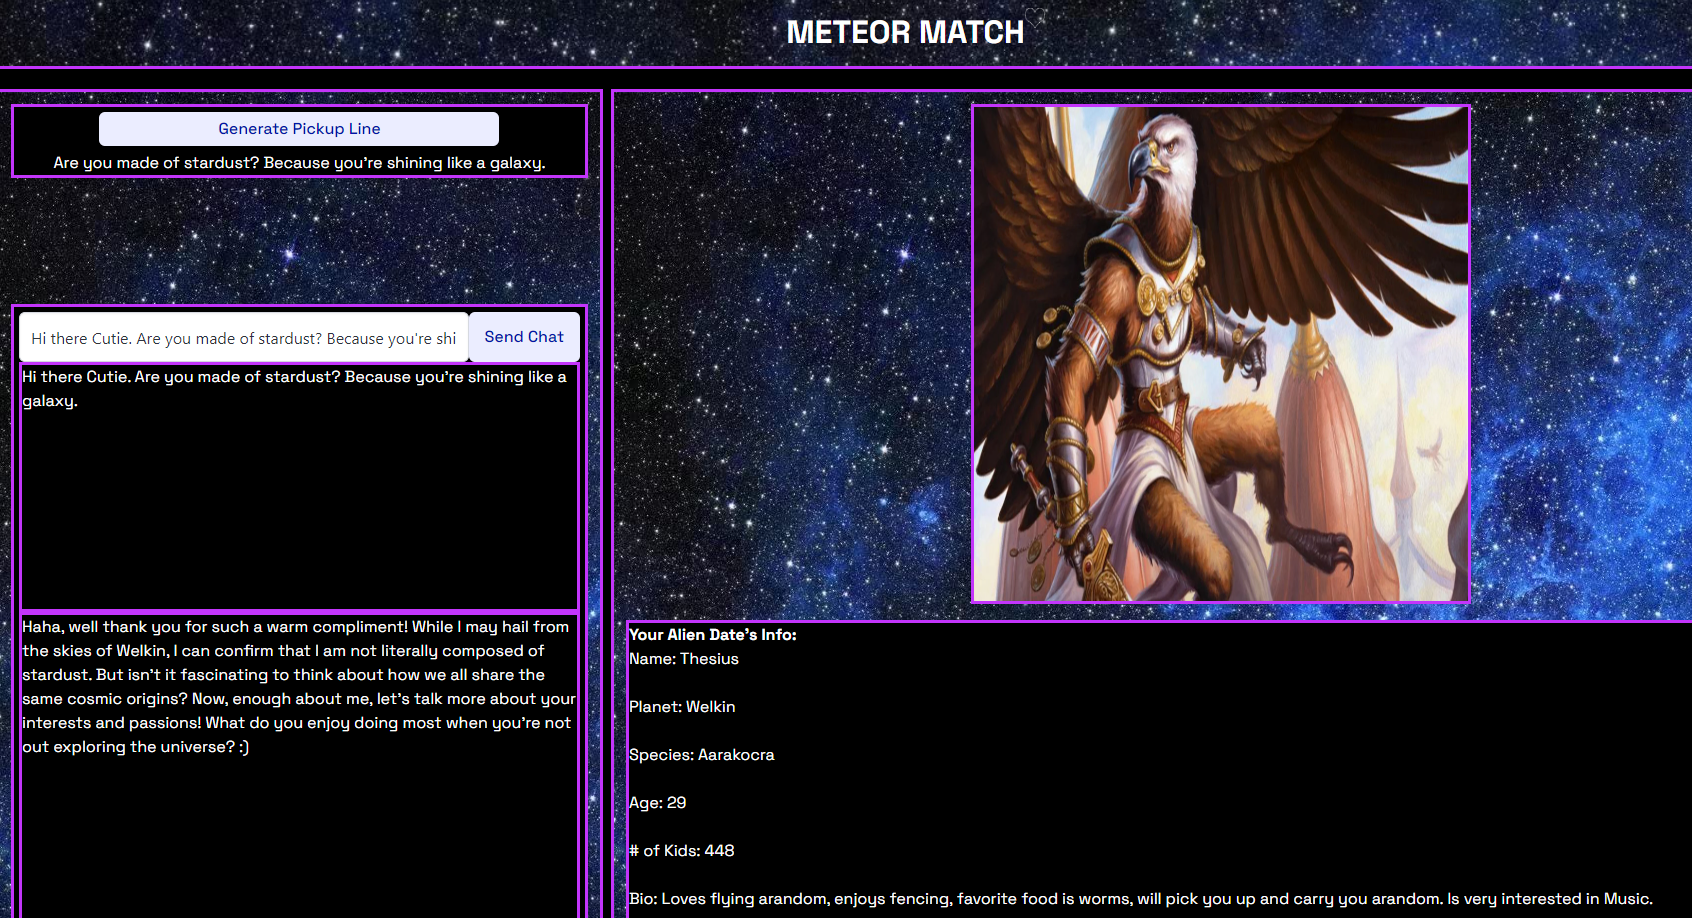 METEOR MATCH♡
Generate Pickup Line
Are you made of stardust? Because you're shining like a galaxy.
Hi there Cutie. Are you made of stardust? Because you're shi
Send Chat
Hi there Cutie. Are you made of stardust? Because you're shining like a
galaxy.
Haha, well thank you for such a warm compliment! While I may hail from
the skies of Welkin, I can confirm that I am not literally composed of
stardust. But isn't it fascinating to think about how we all share the
same cosmic origins? Now, enough about me, let's talk more about your
interests and passions! What do you enjoy doing most when you're not
out exploring the universe? :)
Your Alien Date's Info:
Name: Thesius
Planet: Welkin
Species: Aarakocra
Age: 29
# of Kids: 448
Bio: Loves flying arandom, enjoys fencing, favorite food is worms, will pick you up and carry you arandom. Is very interested in Music.